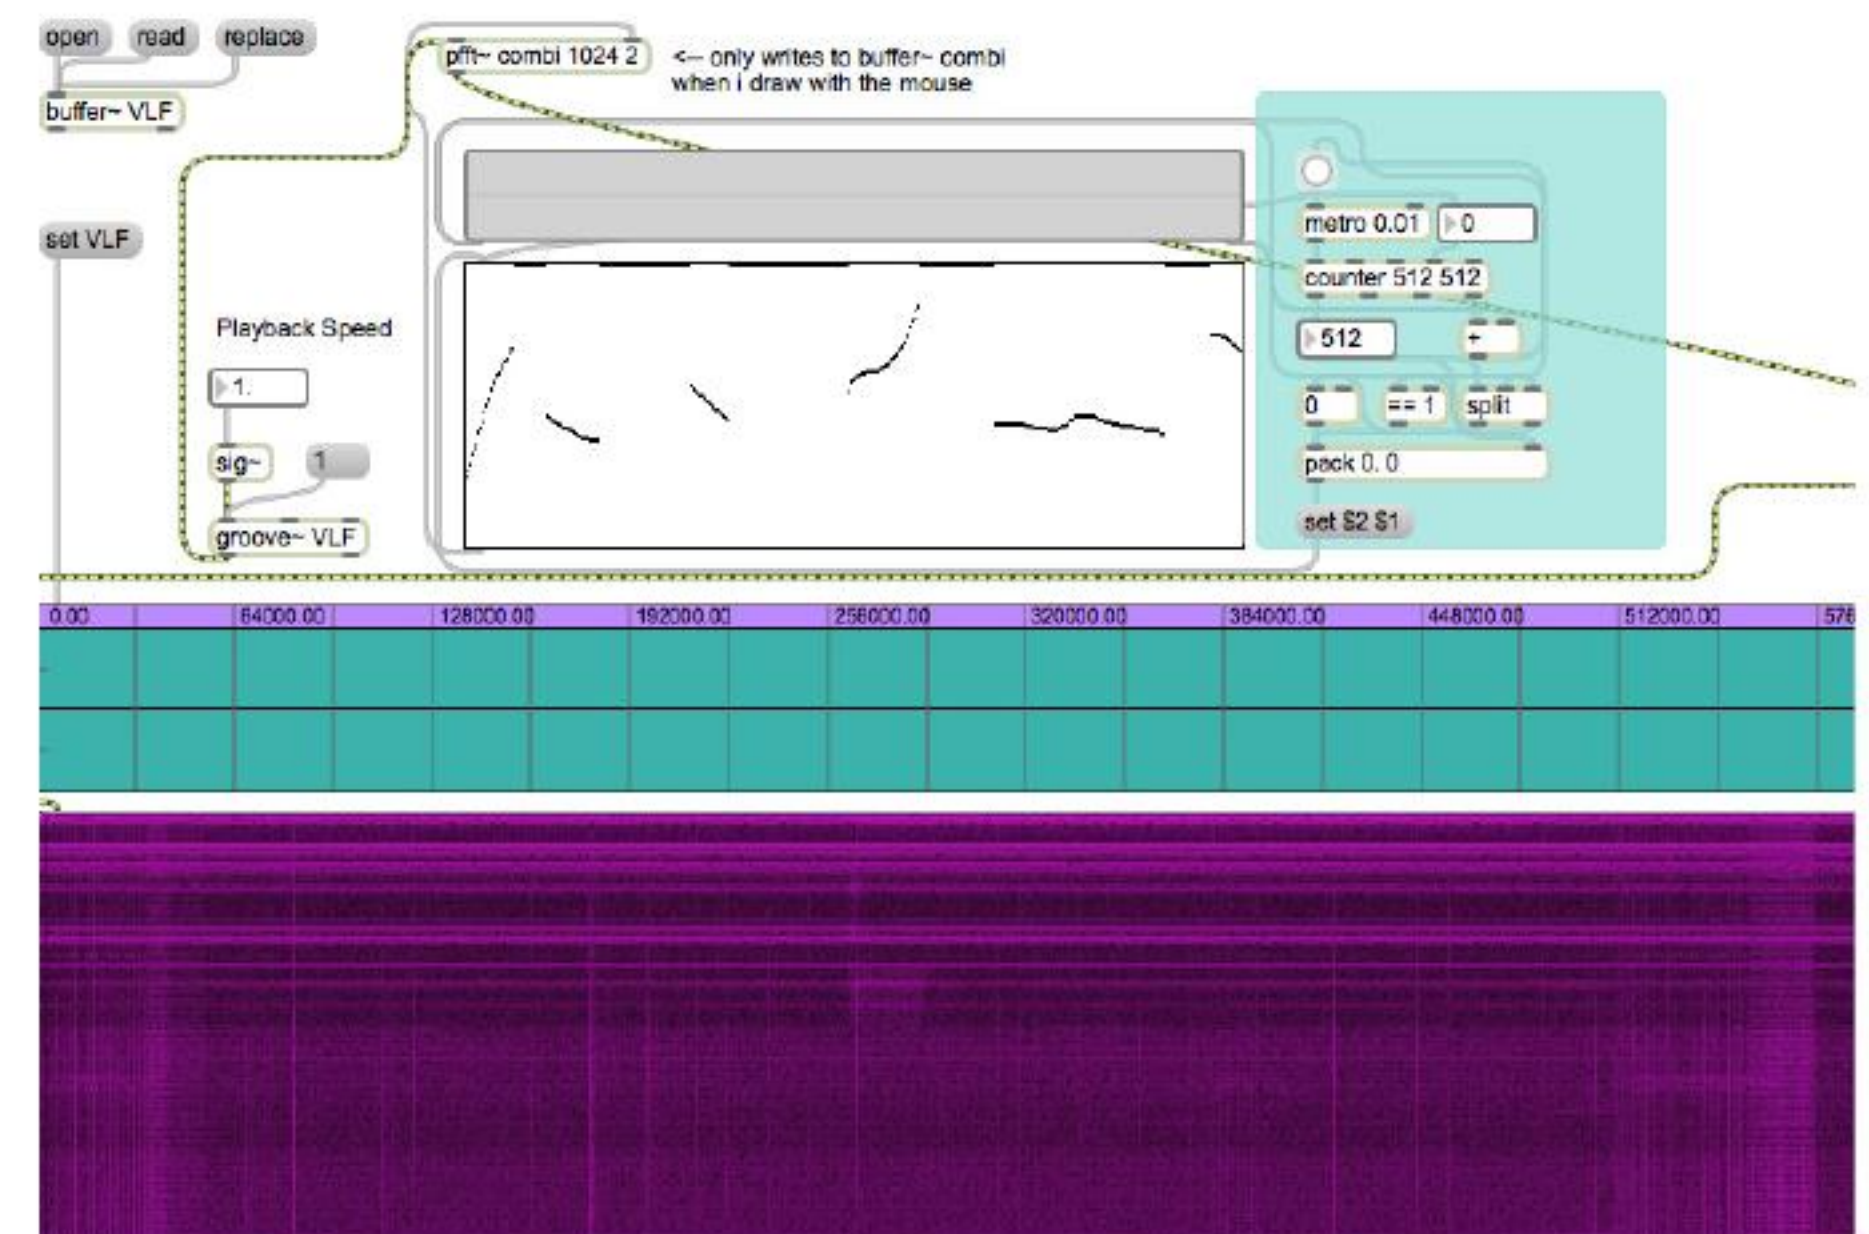 open read replace
pfft~ combi 1024 2
<-- only writes to buffer~ combi
when i draw with the mouse
buffer~ VLF
set VLF
metro 0.01 0
counter 512 512
Playback Speed
512 +
1.
0 == 1 split
sig~ 1
pack 0. 0
set $2 $1
groove~ VLF
0.00 64000.00 128000.00 192000.00 256000.00 320000.00 384000.00 448000.00 512000.00 576